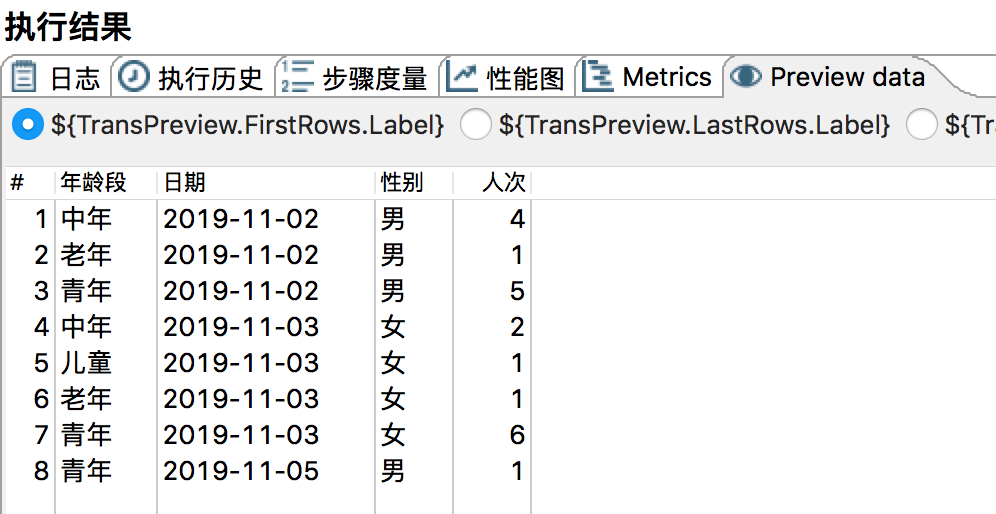 执行结果
日志 执行历史 步骤度量 性能图 Metrics Preview data
${TransPreview.FirstRows.Label} ${TransPreview.LastRows.Label} ${Tr
# 年龄段 日期 性别 人次
1 中年 2019-11-02 男 4
2 老年 2019-11-02 男 1
3 青年 2019-11-02 男 5
4 中年 2019-11-03 女 2
5 儿童 2019-11-03 女 1
6 老年 2019-11-03 女 1
7 青年 2019-11-03 女 6
8 青年 2019-11-05 男 1